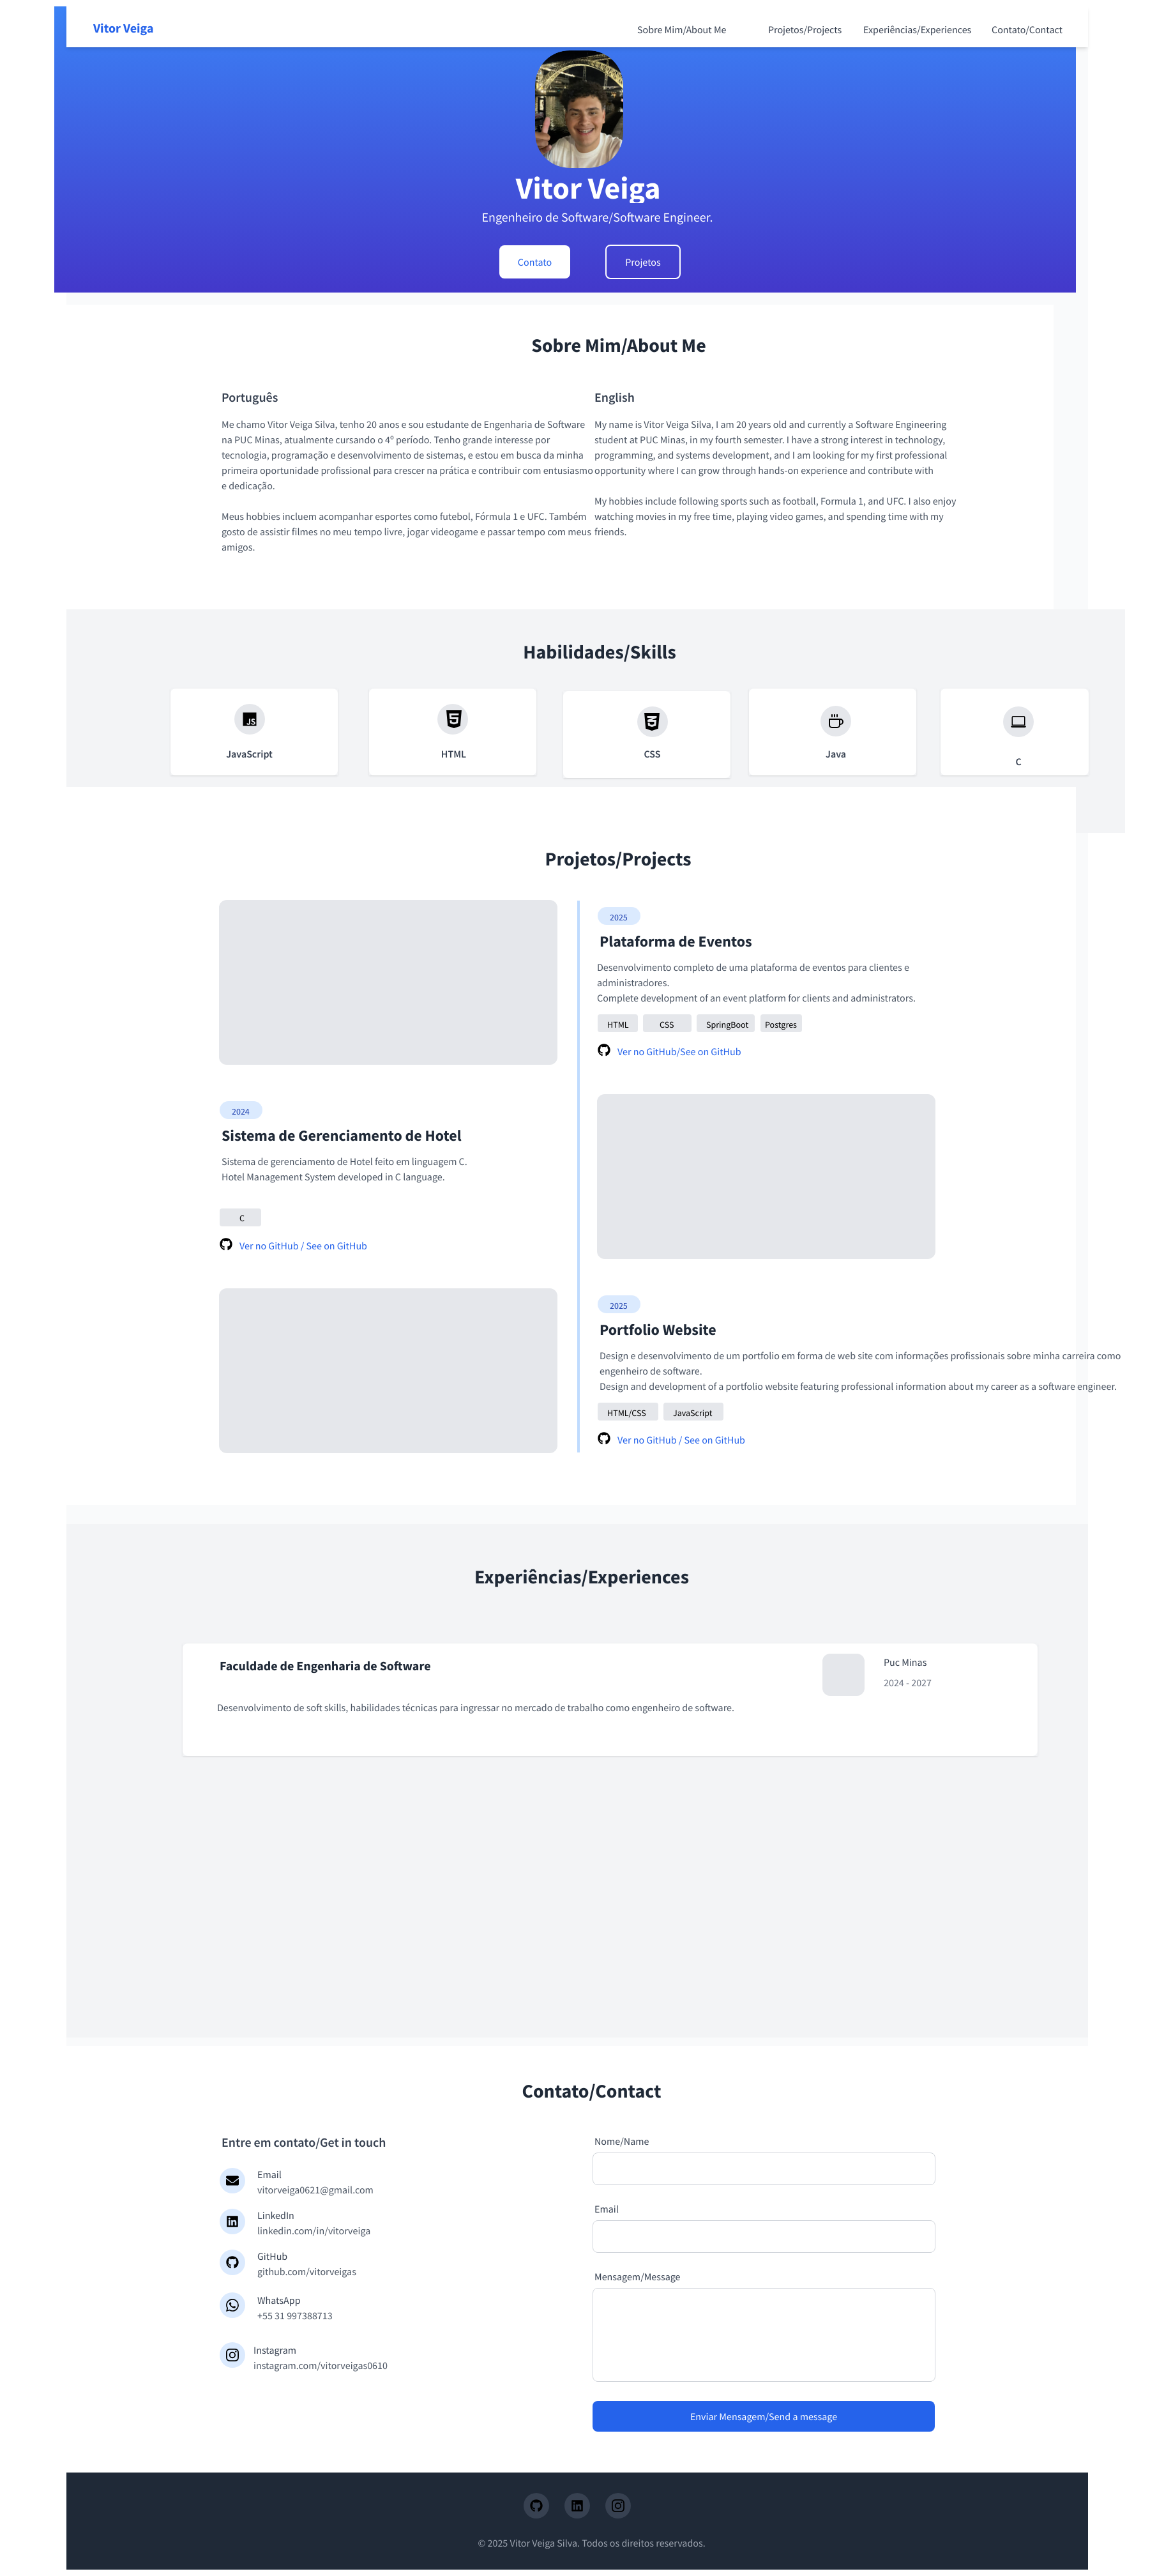 Vitor Veiga
Sobre Mim/About Me
Projetos/Projects
Experiências/Experiences
Contato/Contact
Vitor Veiga
Engenheiro de Software/Software Engineer.
Contato
Projetos
Sobre Mim/About Me
Português
Me chamo Vitor Veiga Silva, tenho 20 anos e sou estudante de Engenharia de Software
na PUC Minas, atualmente cursando o 4º período. Tenho grande interesse por
tecnologia, programação e desenvolvimento de sistemas, e estou em busca da minha
primeira oportunidade profissional para crescer na prática e contribuir com entusiasmo
e dedicação.
Meus hobbies incluem acompanhar esportes como futebol, Fórmula 1 e UFC. Também
gosto de assistir filmes no meu tempo livre, jogar videogame e passar tempo com meus
amigos.
English
My name is Vitor Veiga Silva, I am 20 years old and currently a Software Engineering
student at PUC Minas, in my fourth semester. I have a strong interest in technology,
programming, and systems development, and I am looking for my first professional
opportunity where I can grow through hands-on experience and contribute with
My hobbies include following sports such as football, Formula 1, and UFC. I also enjoy
watching movies in my free time, playing video games, and spending time with my
friends.
Habilidades/Skills
JS
JavaScript
HTML
CSS
Java
C
Projetos/Projects
2025
Plataforma de Eventos
Desenvolvimento completo de uma plataforma de eventos para clientes e
administradores.
Complete development of an event platform for clients and administrators.
HTML
CSS
SpringBoot
Postgres
Ver no GitHub/See on GitHub
2024
Sistema de Gerenciamento de Hotel
Sistema de gerenciamento de Hotel feito em linguagem C.
Hotel Management System developed in C language.
C
Ver no GitHub / See on GitHub
2025
Portfolio Website
Design e desenvolvimento de um portfolio em forma de web site com informações profissionais sobre minha carreira como
engenheiro de software.
Design and development of a portfolio website featuring professional information about my career as a software engineer.
HTML/CSS
JavaScript
Ver no GitHub / See on GitHub
Experiências/Experiences
Faculdade de Engenharia de Software
Puc Minas
2024 - 2027
Desenvolvimento de soft skills, habilidades técnicas para ingressar no mercado de trabalho como engenheiro de software.
Contato/Contact
Entre em contato/Get in touch
Email
vitorveiga0621@gmail.com
LinkedIn
linkedin.com/in/vitorveiga
GitHub
github.com/vitorveigas
WhatsApp
+55 31 997388713
Instagram
instagram.com/vitorveigas0610
Nome/Name
Email
Mensagem/Message
Enviar Mensagem/Send a message
© 2025 Vitor Veiga Silva. Todos os direitos reservados.